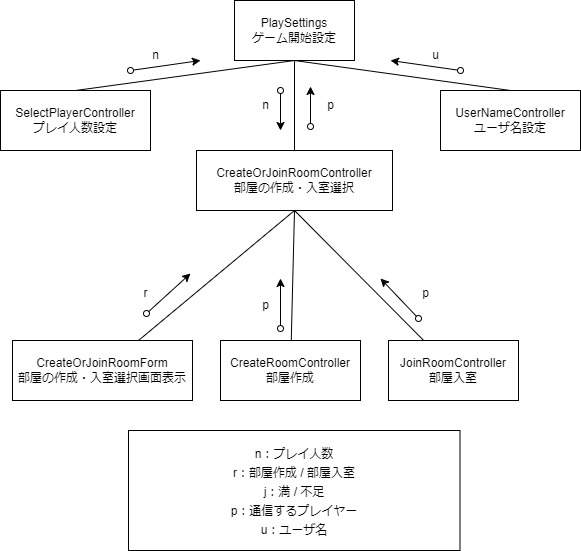 PlaySettings
ゲーム開始設定
n
u
SelectPlayerController
プレイ人数設定
n
p
UserNameController
ユーザ名設定
CreateOrJoinRoomController
部屋の作成・入室選択
r
p
p
CreateOrJoinRoomForm
部屋の作成・入室選択画面表示
CreateRoomController
部屋作成
JoinRoomController
部屋入室
n：プレイ人数
r：部屋作成 / 部屋入室
j：満 / 不足
p：通信するプレイヤー
u：ユーザ名